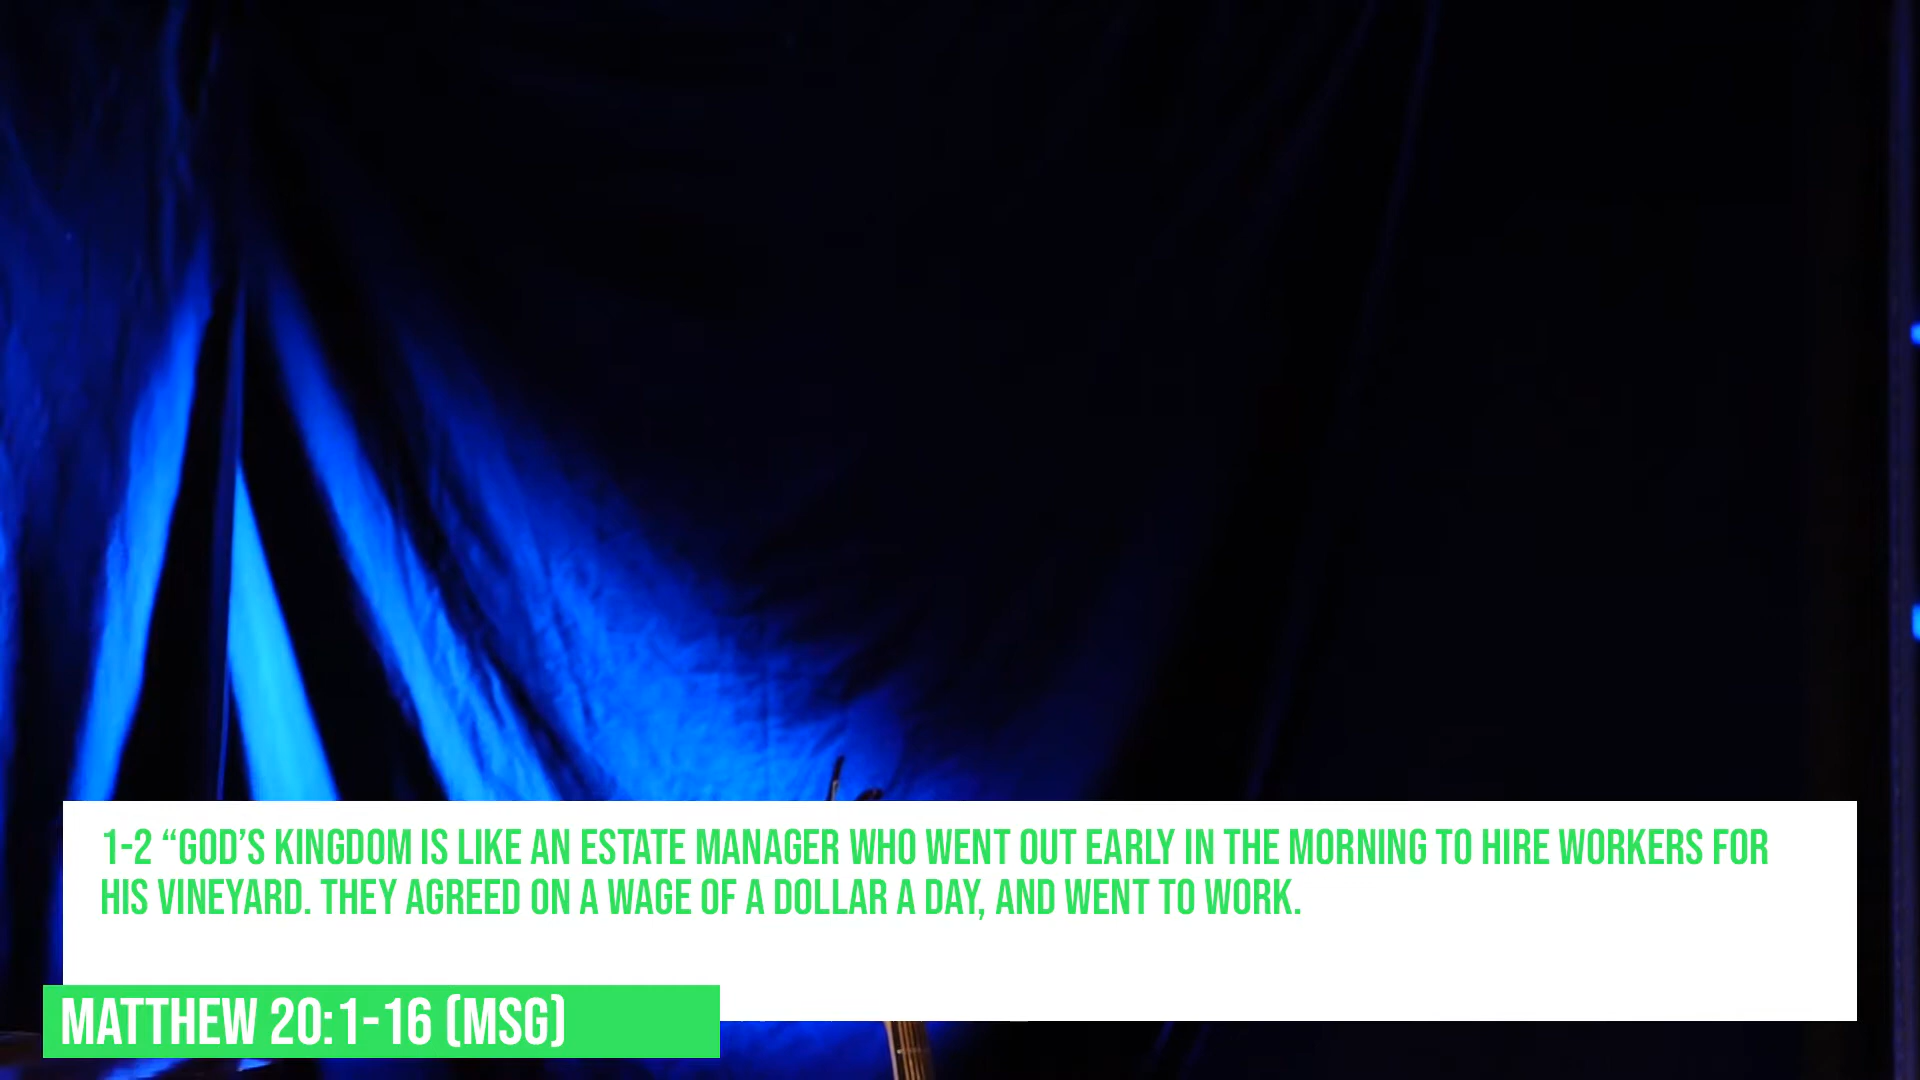 1-2 “GOD’S KINGDOM IS LIKE AN ESTATE MANAGER WHO WENT OUT EARLY IN THE MORNING TO HIRE WORKERS FOR
HIS VINEYARD. THEY AGREED ON A WAGE OF A DOLLAR A DAY, AND WENT TO WORK.
MATTHEW 20:1-16 (MSG)